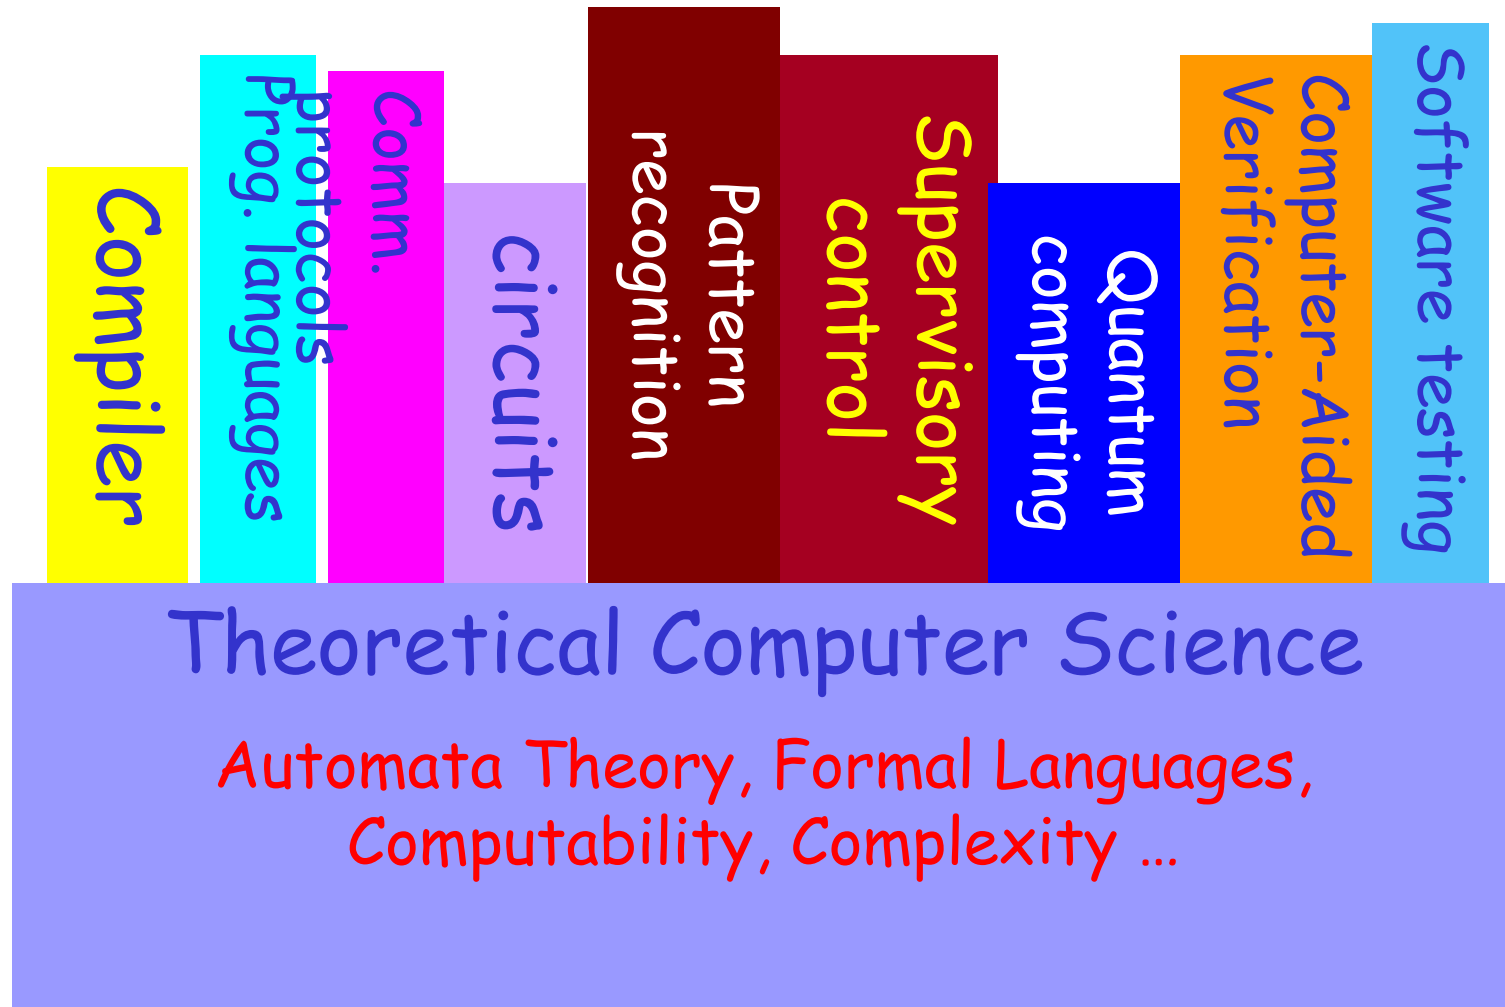 Compiler
Prog. languages
Comm.
protocols
circuits
Pattern
recognition
Supervisory
control
Quantum
computing
Computer-Aided
Verification
Software testing
Theoretical Computer Science
Automata Theory, Formal Languages,
Computability, Complexity ...